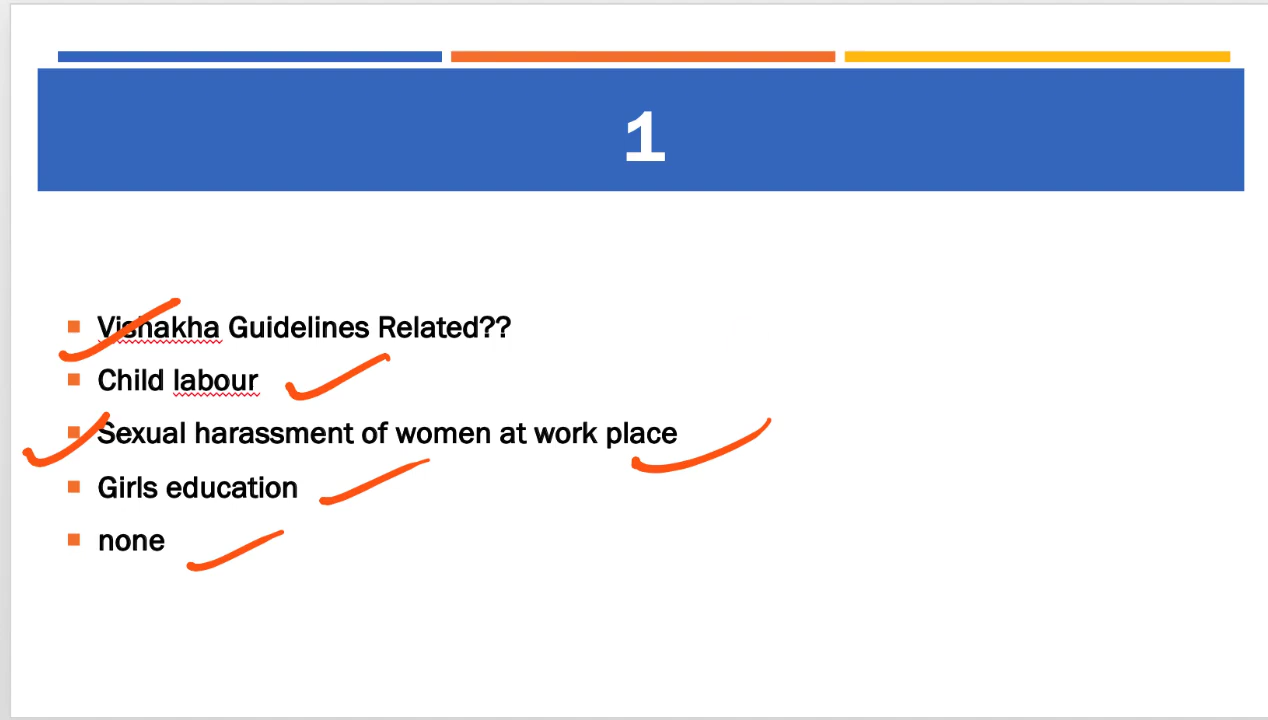 1
Vishakha Guidelines Related??
Child labour
Sexual harassment of women at work place
Girls education
none